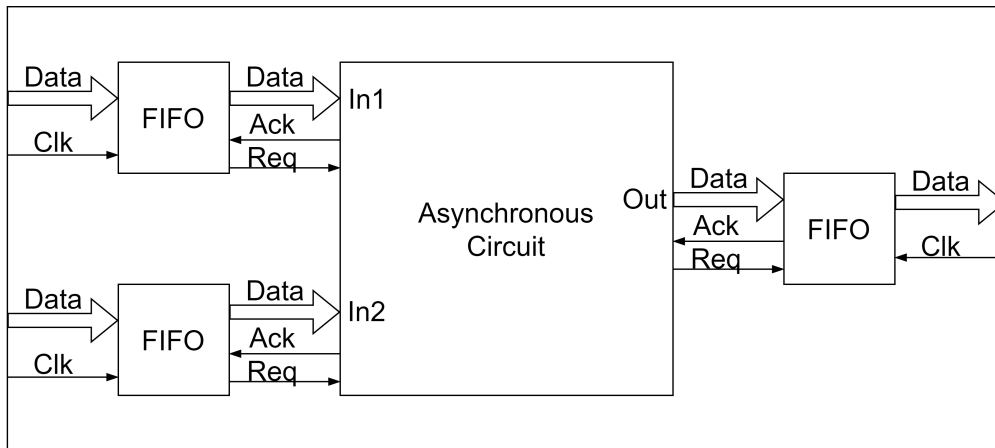 Data
FIFO
Clk
Data
Ack
Req
In1
Asynchronous
Circuit
Out
Data
Ack
Req
FIFO
Data
Clk
Data
FIFO
Clk
Data
Ack
Req
In2